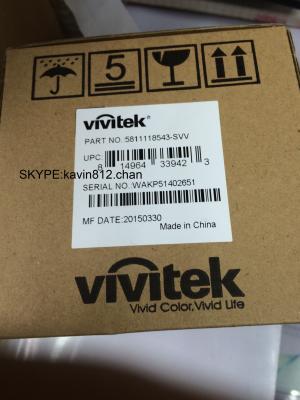 5
vivitek®
PART NO.:5811118543-SVV
UPC:
8 14964 33942 3
SKYPE:kavin812.chan
SERIAL NO.:WAKP51402651
MF DATE:20150330
Made in China
vivitek
Vivid Color, Vivid Life